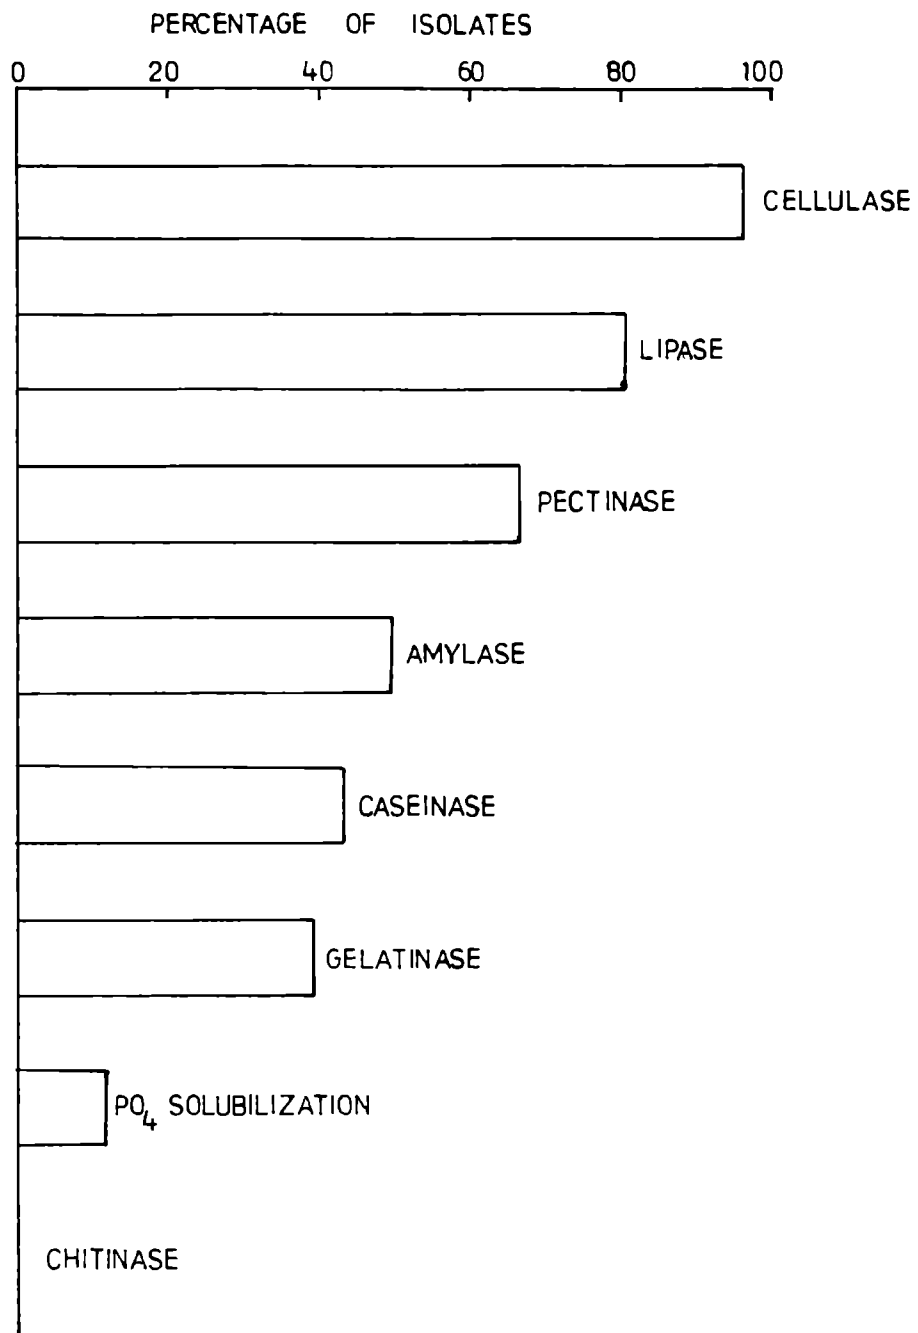 PERCENTAGE OF ISOLATES
0 20 40 60 80 100
CELLULASE
LIPASE
PECTINASE
AMYLASE
CASEINASE
GELATINASE
PO4 SOLUBILIZATION
CHITINASE